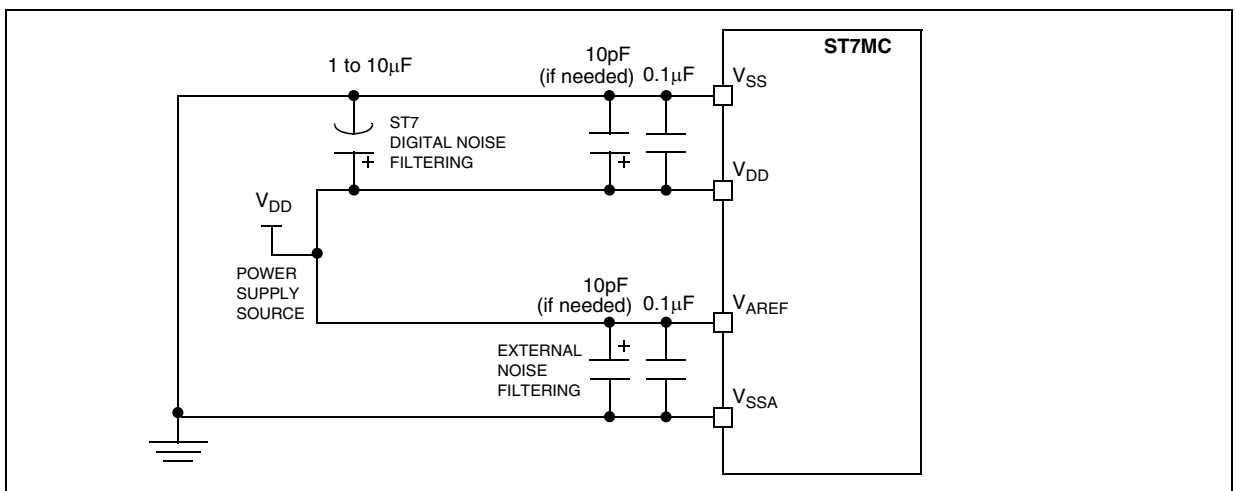 ST7MC
1 to 10μF
10pF
(if needed) 0.1μF
VSS
ST7
DIGITAL NOISE
FILTERING
+
+
VDD
VDD
POWER
SUPPLY
SOURCE
10pF
(if needed) 0.1μF
VAREF
+
EXTERNAL
NOISE
FILTERING
VSSA